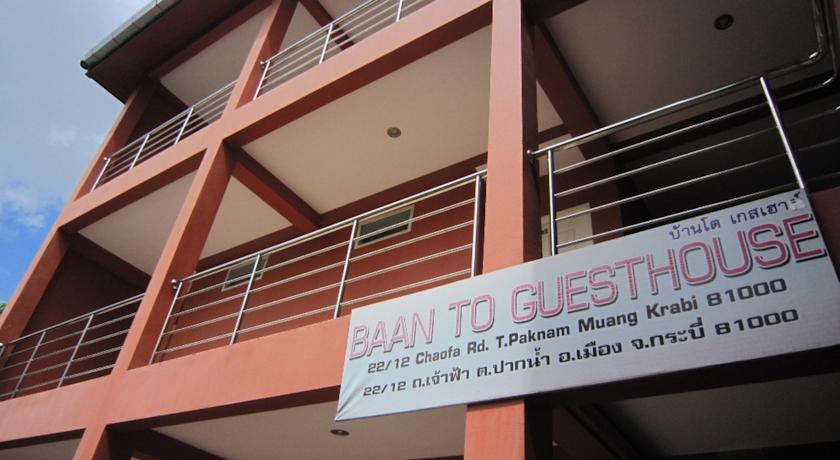 บ้านโต เกสเฮาส์
BAAN TO GUESTHOUSE
22/12 Chaofa Rd. T.Paknam Muang Krabi 81000
22/12 ถ.เจ้าฟ้า ต.ปากน้ำ อ.เมือง จ.กระบี่ 81000